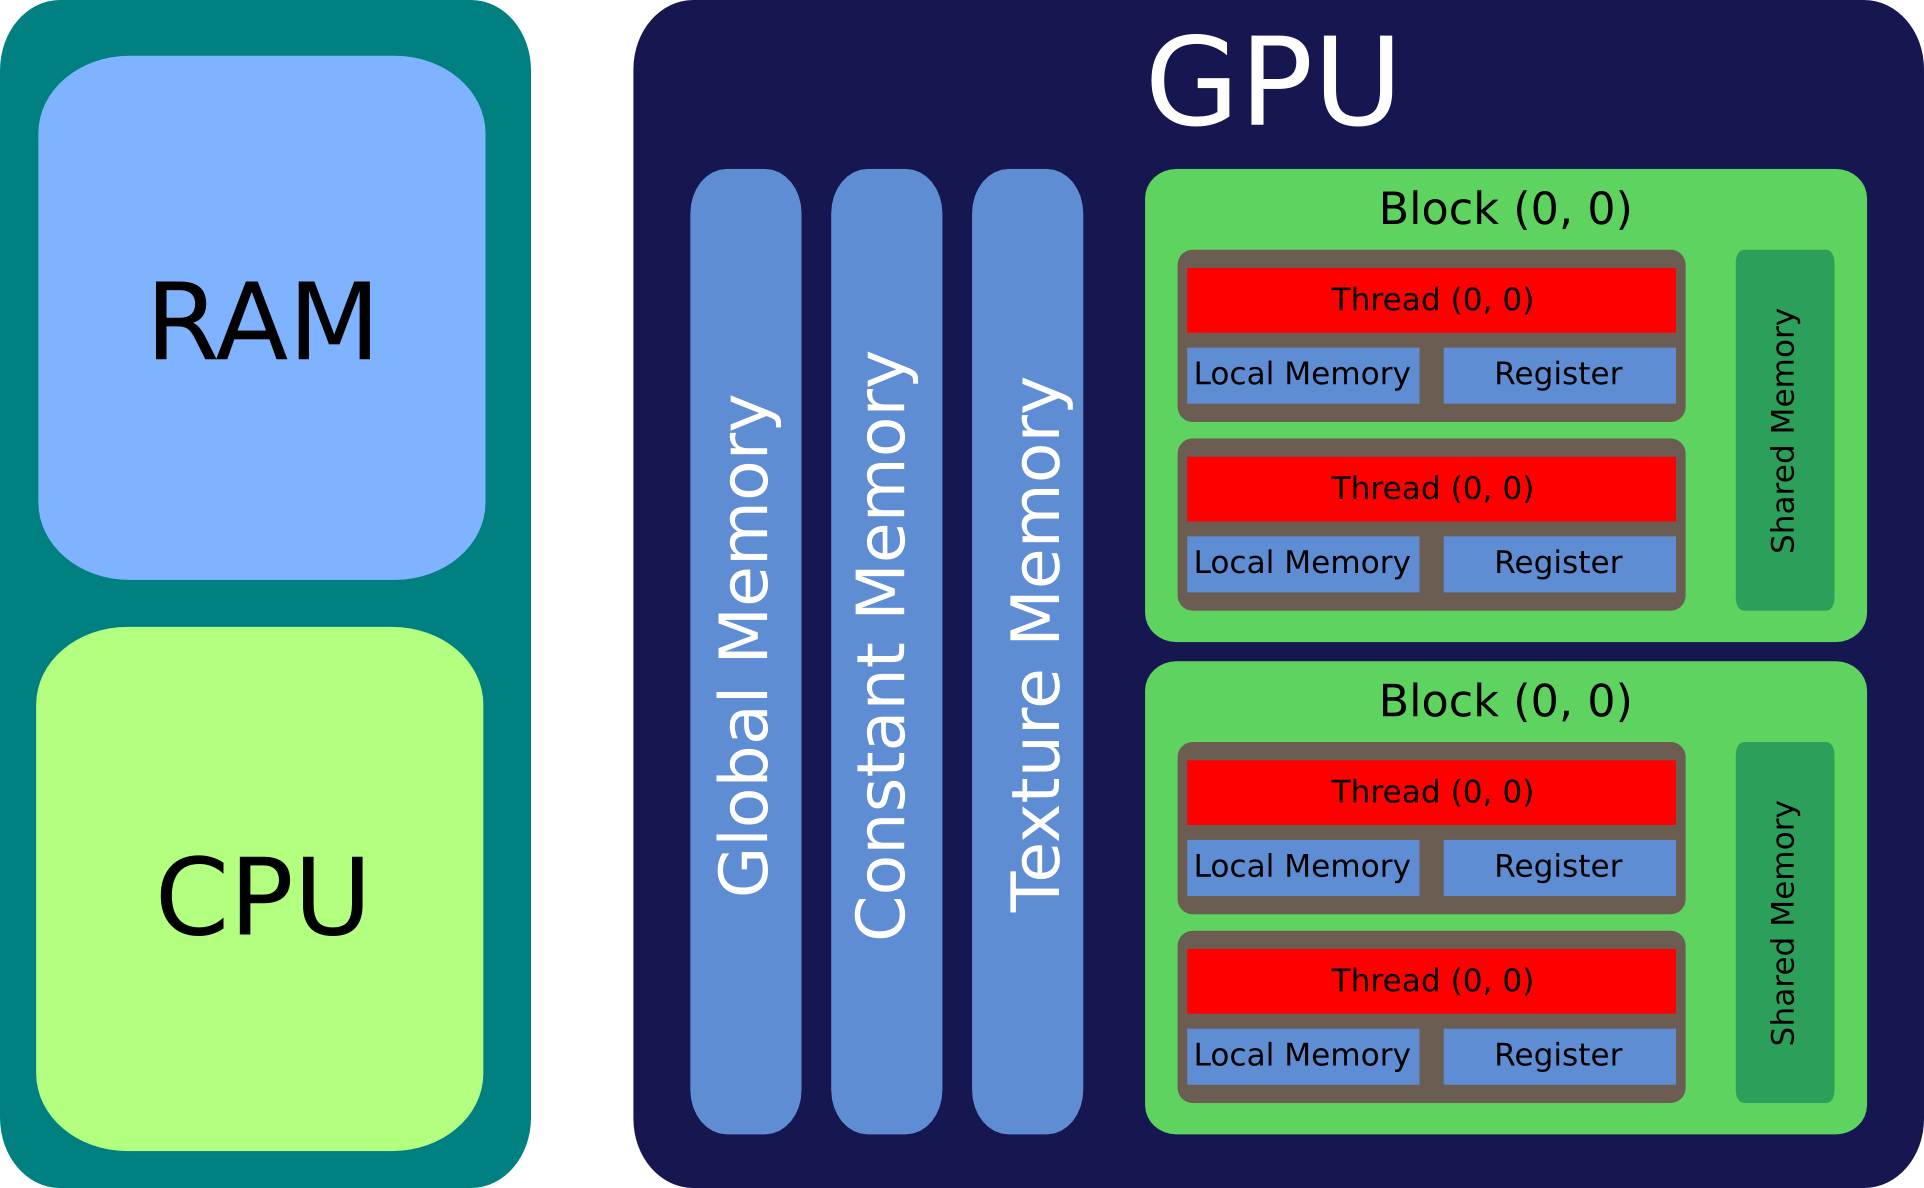 RAM
CPU
GPU
Global Memory
Constant Memory
Texture Memory
Block (0, 0)
Thread (0, 0)
Local Memory
Register
Thread (0, 0)
Local Memory
Register
Shared Memory
Block (0, 0)
Thread (0, 0)
Local Memory
Register
Thread (0, 0)
Local Memory
Register
Shared Memory